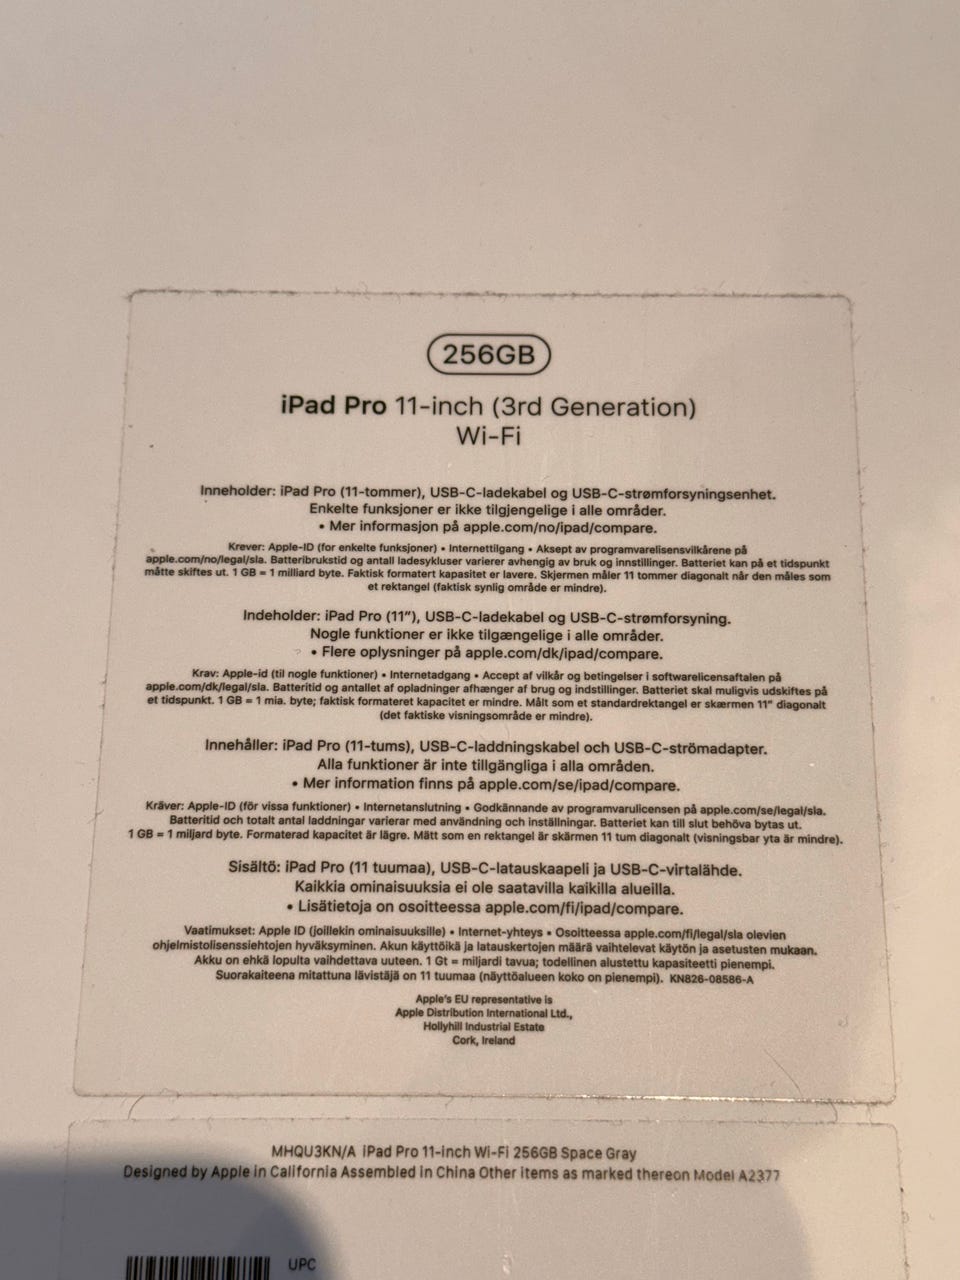 256GB
iPad Pro 11-inch (3rd Generation)
Wi-Fi
Inneholder: iPad Pro (11-tommer), USB-C-ladekabel og USB-C-strømforsyningsenhet.
Enkelte funksjoner er ikke tilgjengelige i alle områder.
• Mer informasjon på apple.com/no/ipad/compare.
Krever: Apple-ID (for enkelte funksjoner) • Internettilgang • Aksept av programvarelisensvilkårene på
apple.com/no/legal/sla. Batteribrukstid og antall ladesykluser varierer avhengig av bruk og innstillinger. Batteriet kan på et tidspunkt
måtte skiftes ut. 1 GB = 1 milliard byte. Faktisk formatert kapasitet er lavere. Skjermen måler 11 tommer diagonalt når den måles som
et rektangel (faktisk synlig område er mindre).
Indeholder: iPad Pro (11″), USB-C-ladekabel og USB-C-strømforsyning.
Nogle funktioner er ikke tilgængelige i alle områder.
• Flere oplysninger på apple.com/dk/ipad/compare.
Krav: Apple-id (til nogle funktioner) • Internetadgang • Accept af vilkår og betingelser i softwarelicensaftalen på
apple.com/dk/legal/sla. Batteritid og antallet af opladninger afhænger af brug og indstillinger. Batteriet skal muligvis udskiftes på
et tidspunkt. 1 GB = 1 mia. byte; faktisk formateret kapacitet er mindre. Målt som et standardrektangel er skærmen 11″ diagonalt
(det faktiske visningsområde er mindre).
Innehåller: iPad Pro (11-tums), USB-C-laddningskabel och USB-C-strömadapter.
Alla funktioner är inte tillgängliga i alla områden.
• Mer information finns på apple.com/se/ipad/compare.
Kräver: Apple-ID (för vissa funktioner) • Internetanslutning • Godkännande av programvarulicensen på apple.com/se/legal/sla.
Batteritid och totalt antal laddningar varierar med användning och inställningar. Batteriet kan till slut behöva bytas ut.
1 GB = 1 miljard byte. Formaterad kapacitet är lägre. Mätt som en rektangel är skärmen 11 tum diagonalt (visningsbar yta är mindre).
Sisältö: iPad Pro (11 tuumaa), USB-C-latauskaapeli ja USB-C-virtalähde.
Kaikkia ominaisuuksia ei ole saatavilla kaikilla alueilla.
• Lisätietoja on osoitteessa apple.com/fi/ipad/compare.
Vaatimukset: Apple ID (joillekin ominaisuuksille) • Internet-yhteys • Osoitteessa apple.com/fi/legal/sla olevien
ohjelmistolisenssiehtojen hyväksyminen. Akun käyttöikä ja latauskertojen määrä vaihtelevat käytön ja asetusten mukaan.
Akku on ehkä lopulta vaihdettava uuteen. 1 Gt = miljardi tavua; todellinen alustettu kapasiteetti pienempi.
Suorakaiteena mitattuna lävistäjä on 11 tuumaa (näyttöalueen koko on pienempi). KN826-08586-A
Apple's EU representative is
Apple Distribution International Ltd.,
Hollyhill Industrial Estate
Cork, Ireland
MHQU3KN/A iPad Pro 11-inch Wi-Fi 256GB Space Gray
Designed by Apple in California Assembled in China Other items as marked thereon Model A2377
UPC